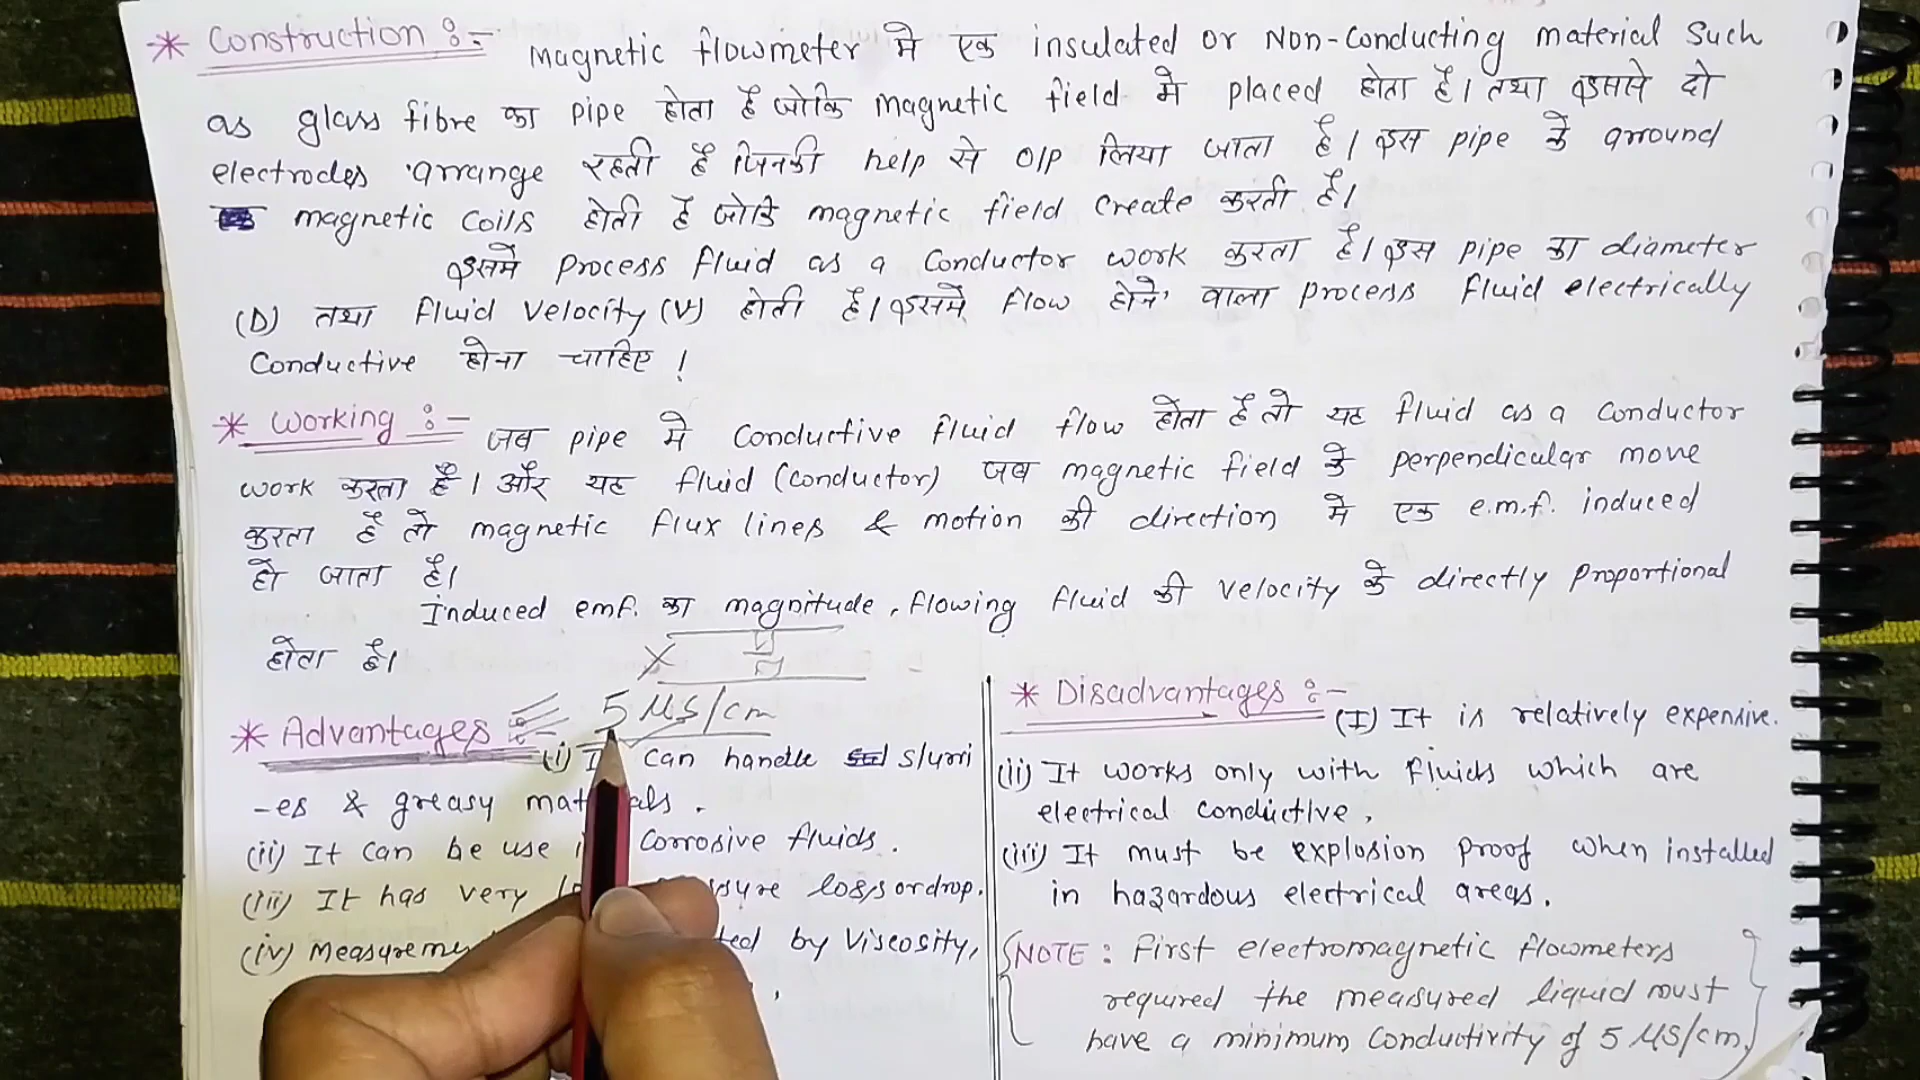 * Construction :- Magnetic flowmeter मे एक insulated or Non-Conducting material such
as glass fibre का pipe होता है जोकि magnetic field मे placed होता है। तथा इससे दो
electrodes arrange रहती है जिनकी help से O/P लिया जाता है। इस pipe के arround
magnetic coils होती है जोकि magnetic field create करती है।
इसमे process fluid as a conductor work करता है। इस pipe का diameter
(D) तथा fluid velocity (V) होती है। इसमे flow होने वाला process fluid electrically
conductive होना चाहिए !
* Working :- जब pipe मे conductive fluid flow होता है तो यह fluid as a conductor
work करता है। और यह fluid (conductor) जब magnetic field के perpendicular move
करता है तो magnetic flux lines & motion की direction मे एक e.m.f. induced
हो जाता है।
Induced emf. का magnitude, flowing fluid की velocity के directly proportional
होता है।
5 μS/cm
* Advantages :-
(i) can handle slurri
-es & greasy
(ii) It can be use corrosive fluids.
(iii) It has very loss or drop.
(iv) by viscosity,
* Disadvantages :-
(I) It is relatively expensive.
(ii) It works only with fluids which are
electrical conductive,
(iii) It must be explosion proof when installed
in hazardous electrical areas.
NOTE : First electromagnetic flowmeters
required the measured liquid must
have a minimum conductivity of 5 μS/cm.